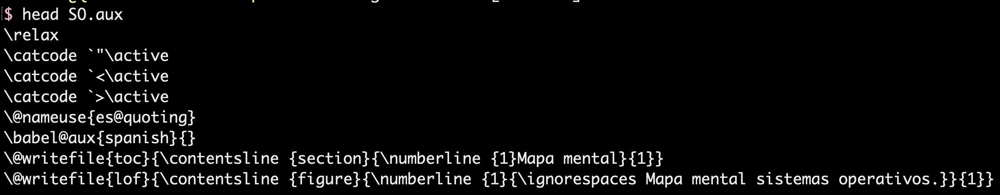 $ head SO.aux
\relax
\catcode `"\active
\catcode `<\active
\catcode `>\active
\@nameuse{es@quoting}
\babel@aux{spanish}{}
\@writefile{toc}{\contentsline {section}{\numberline {1}Mapa mental}{1}}
\@writefile{lof}{\contentsline {figure}{\numberline {1}{\ignorespaces Mapa mental sistemas operativos.}}{1}}